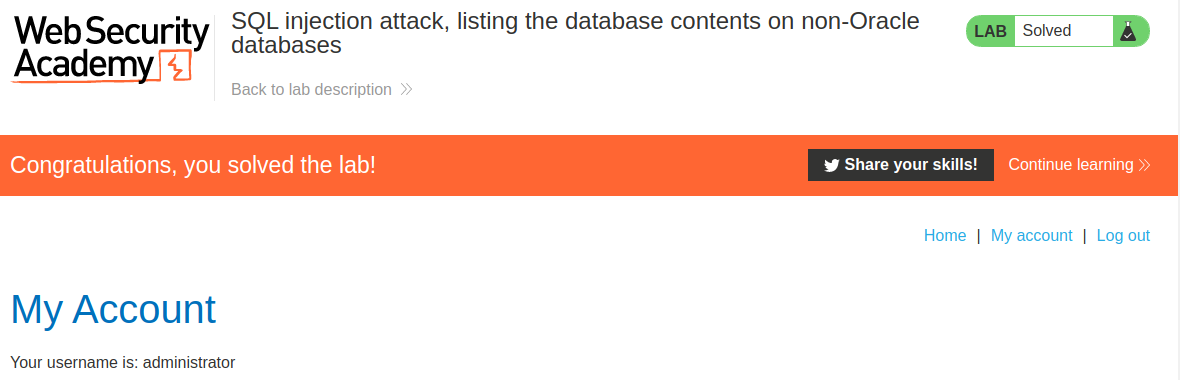 Web Security
Academy
SQL injection attack, listing the database contents on non-Oracle
databases
Back to lab description
LAB Solved
Congratulations, you solved the lab!
Share your skills! Continue learning
Home | My account | Log out
My Account
Your username is: administrator